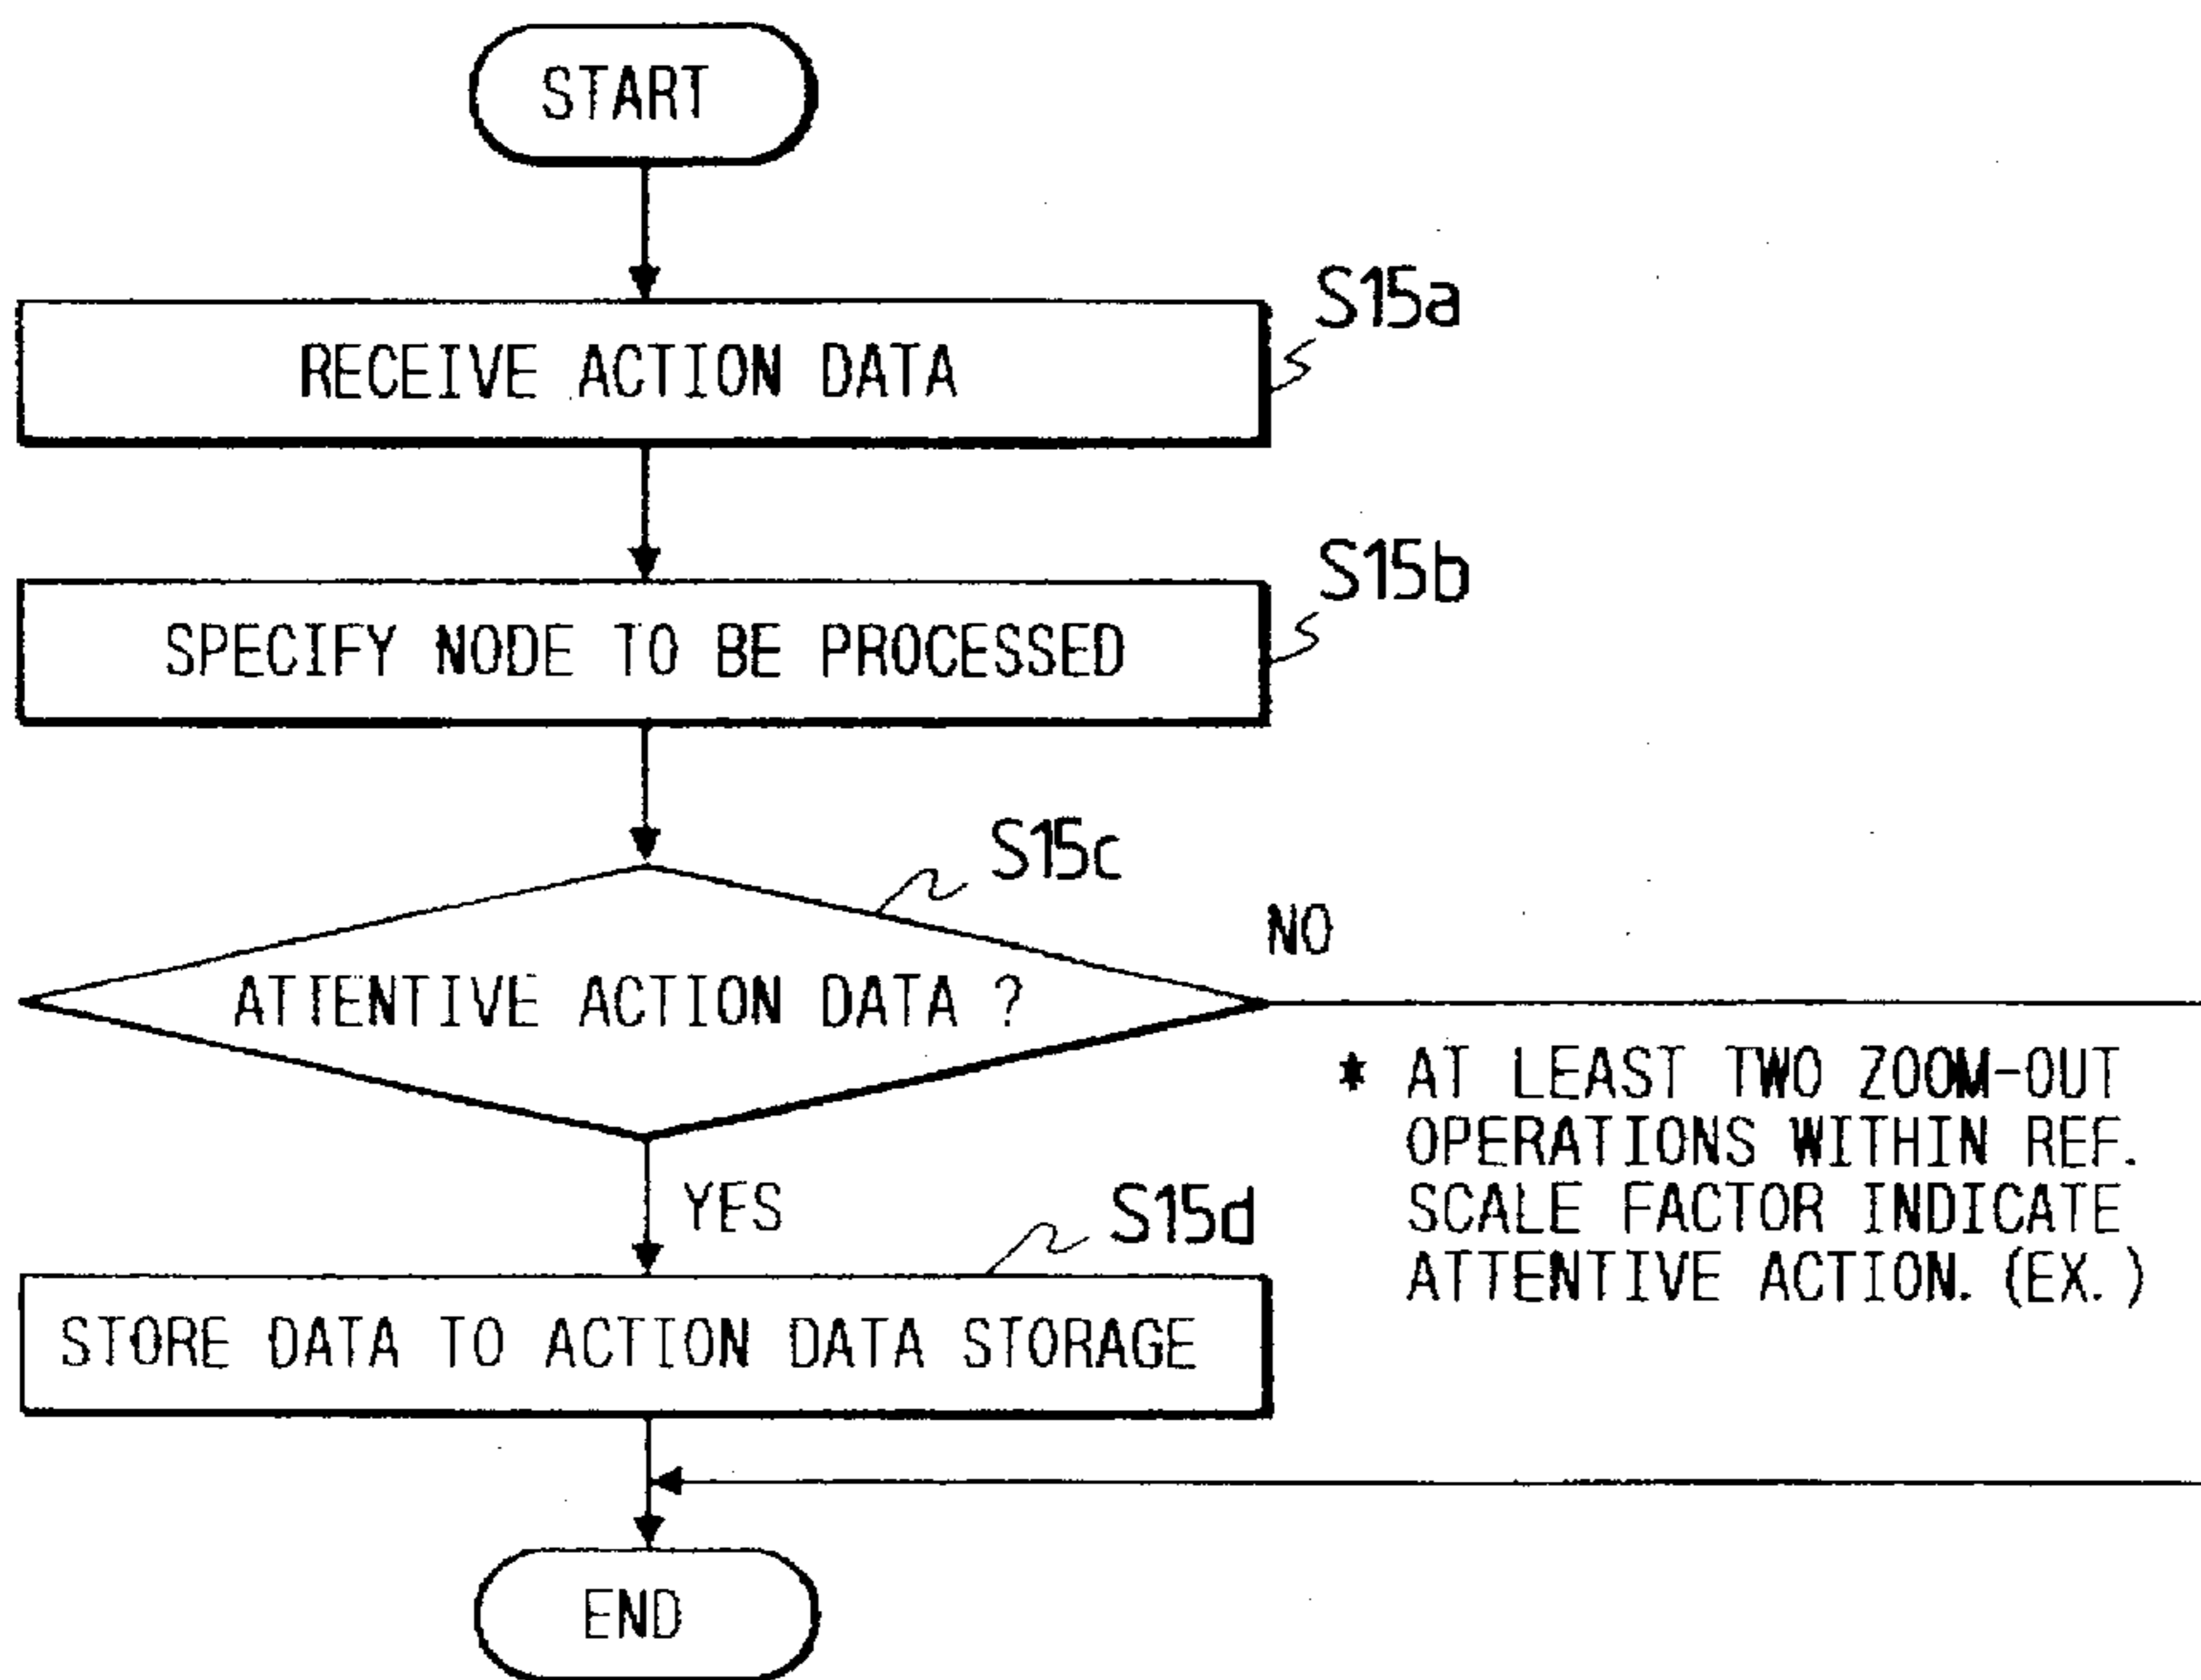 START
S15a
RECEIVE ACTION DATA
S15b
SPECIFY NODE TO BE PROCESSED
S15c
NO
ATTENTIVE ACTION DATA ?
* AT LEAST TWO ZOOM-OUT
OPERATIONS WITHIN REF.
SCALE FACTOR INDICATE
ATTENTIVE ACTION. (EX.)
YES
S15d
STORE DATA TO ACTION DATA STORAGE
END